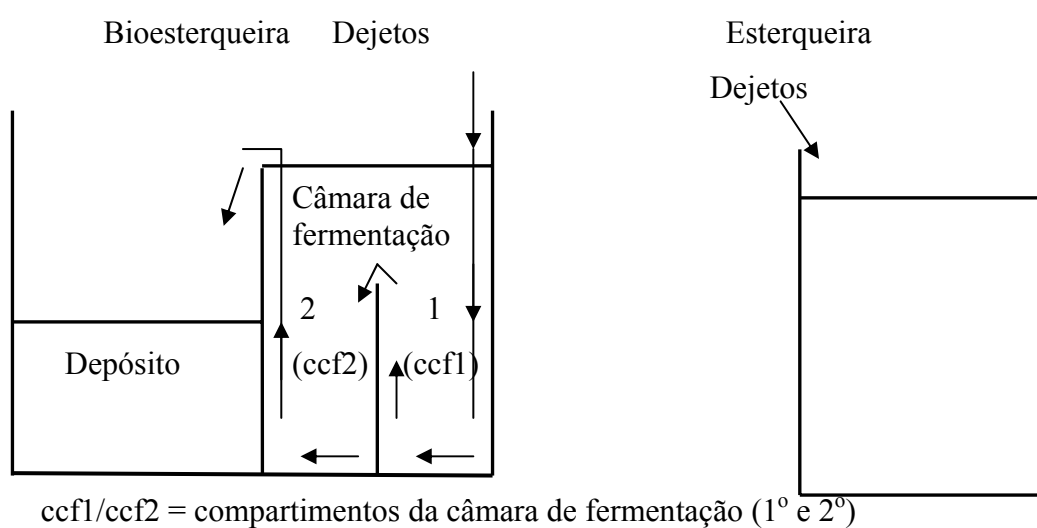 Bioesterqueira Dejetos
Esterqueira
Dejetos
Câmara de
fermentação
2
1
Depósito
(ccf2)
(ccf1)
ccf1/ccf2 = compartimentos da câmara de fermentação (1º e 2º)